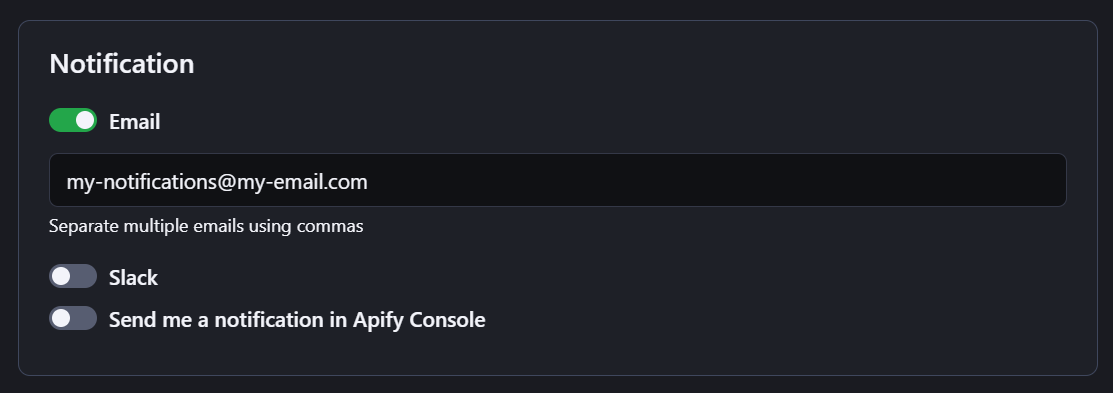 Notification
Email
my-notifications@my-email.com
Separate multiple emails using commas
Slack
Send me a notification in Apify Console